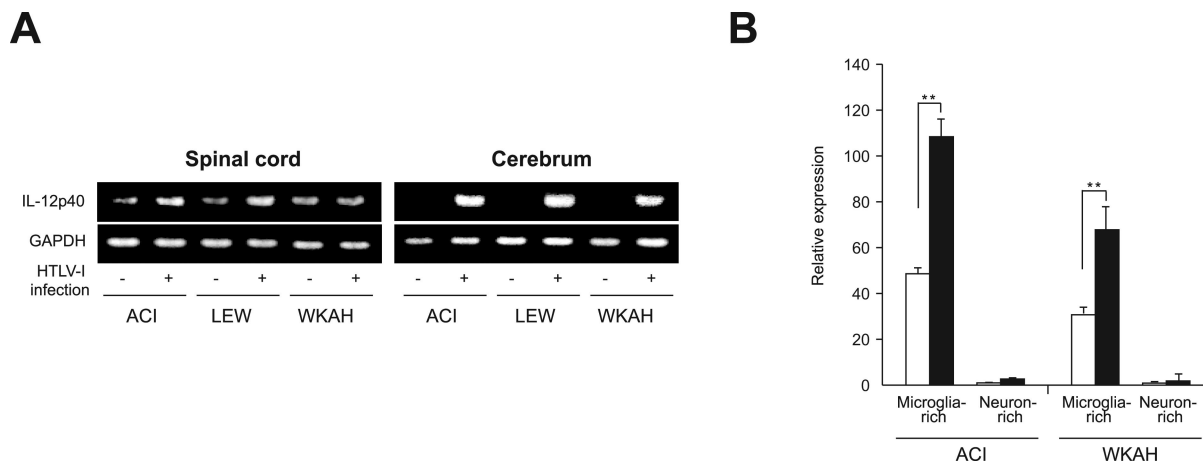 A
Spinal cord Cerebrum
IL-12p40
GAPDH
HTLV-I infection - + - + - + - + - + - +
ACI LEW WKAH ACI LEW WKAH
B
Relative expression
140
120
100
80
60
40
20
0
**
**
Microglia-rich Neuron-rich Microglia-rich Neuron-rich
ACI WKAH